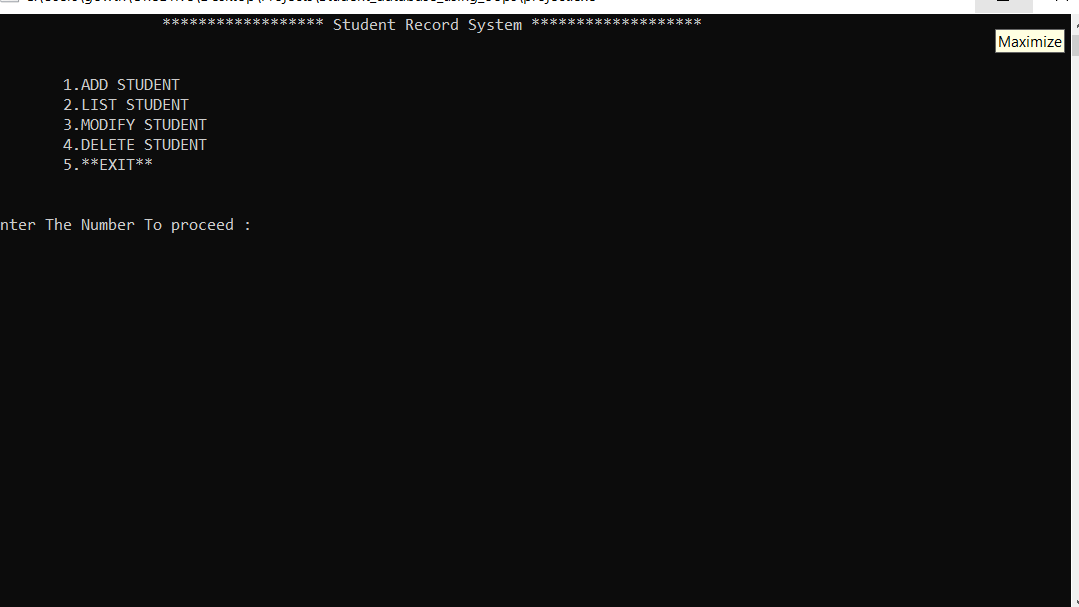 ****************** Student Record System *******************
Maximize
1.ADD STUDENT
2.LIST STUDENT
3.MODIFY STUDENT
4.DELETE STUDENT
5.**EXIT**
nter The Number To proceed :